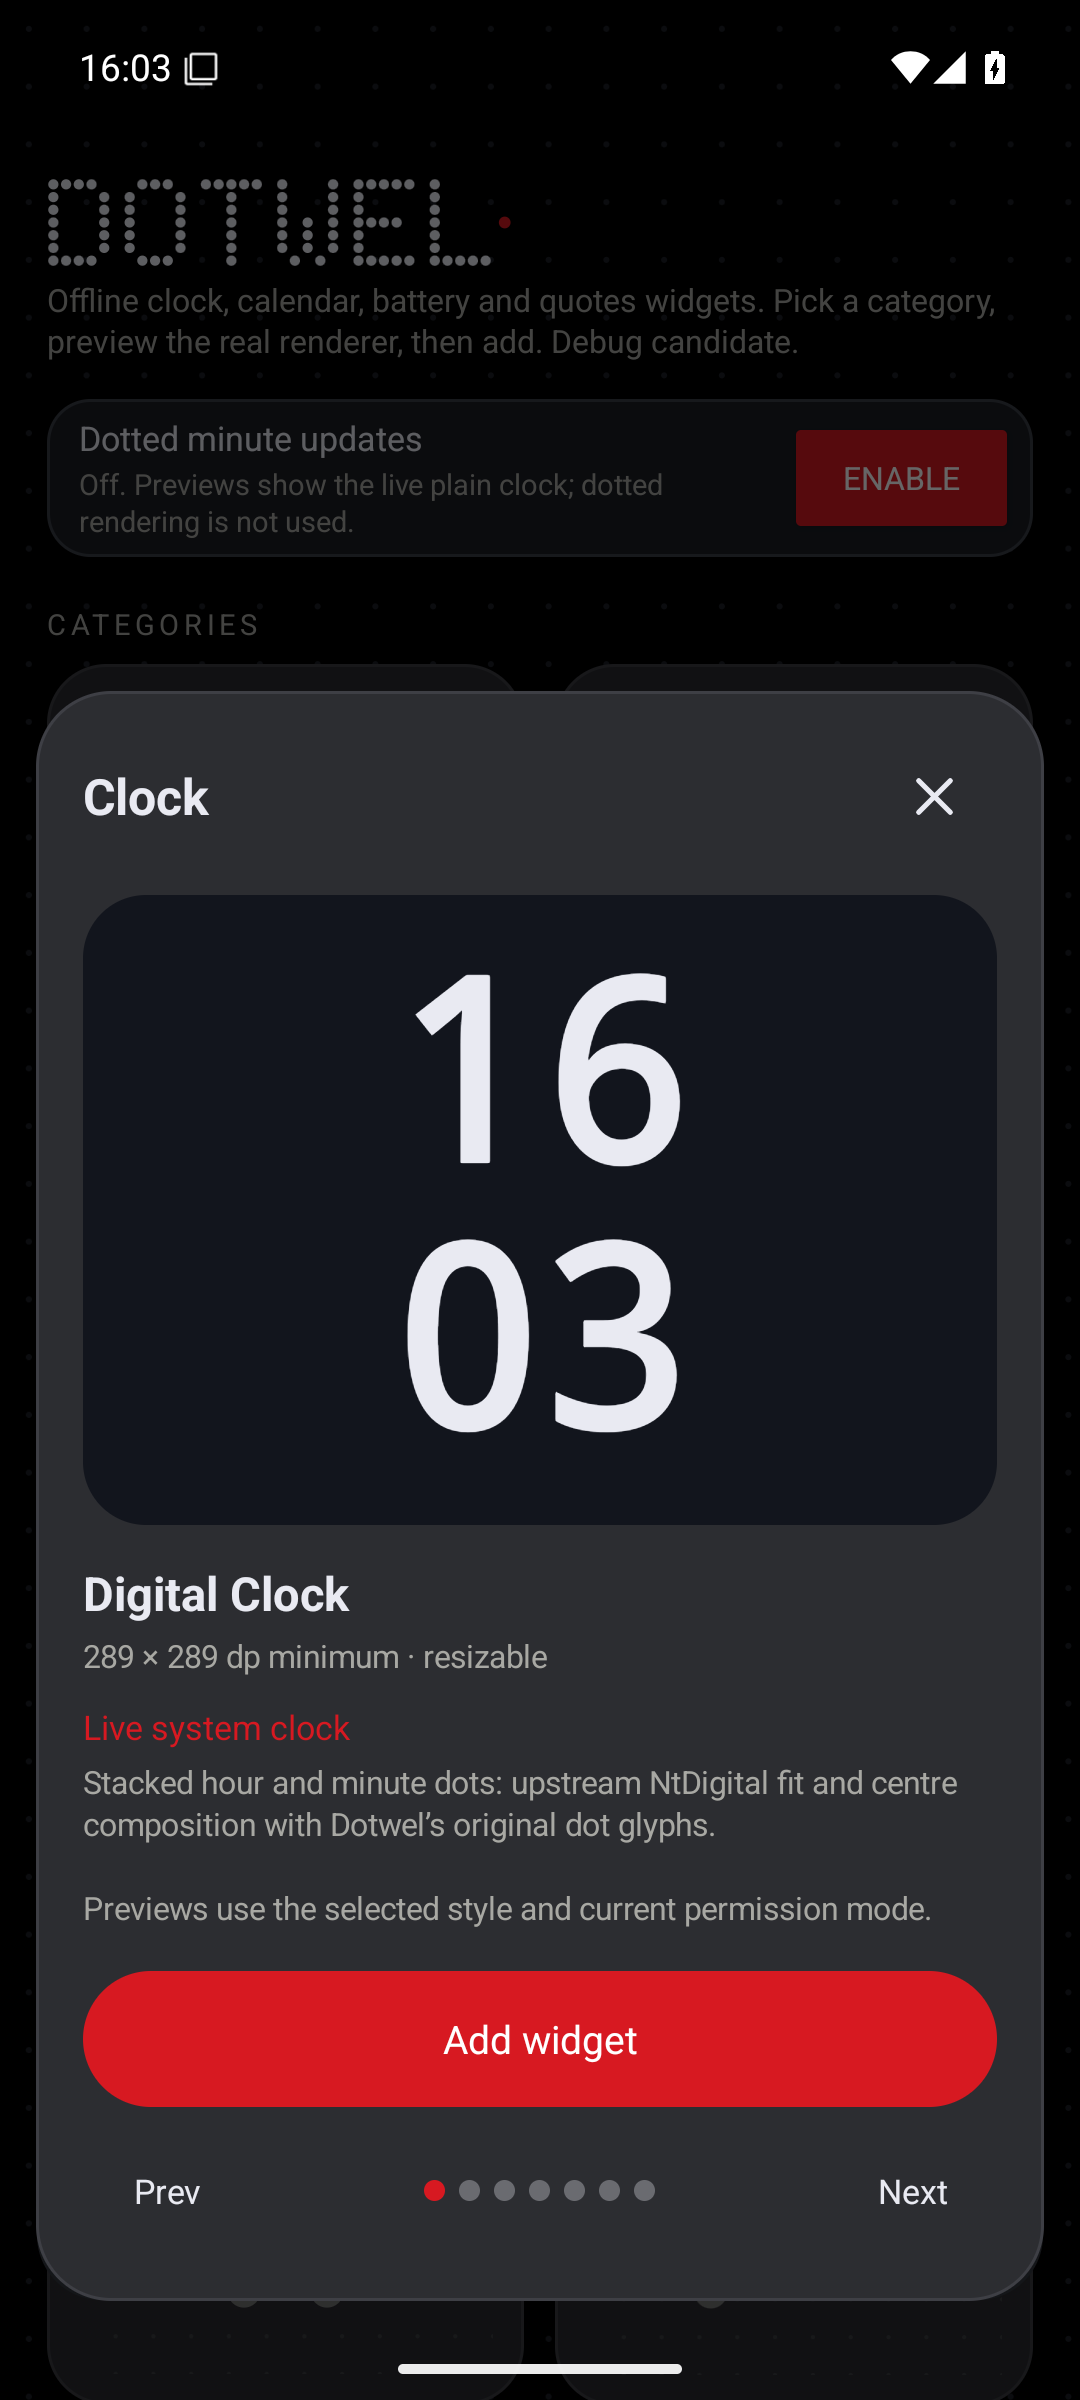 16:03
DOTWEL
Offline clock, calendar, battery and quotes widgets. Pick a category,
preview the real renderer, then add. Debug candidate.
Dotted minute updates
Off. Previews show the live plain clock; dotted
rendering is not used.
ENABLE
CATEGORIES
Clock
16
03
Digital Clock
289 × 289 dp minimum · resizable
Live system clock
Stacked hour and minute dots: upstream NtDigital fit and centre
composition with Dotwel’s original dot glyphs.
Previews use the selected style and current permission mode.
Add widget
Prev
Next